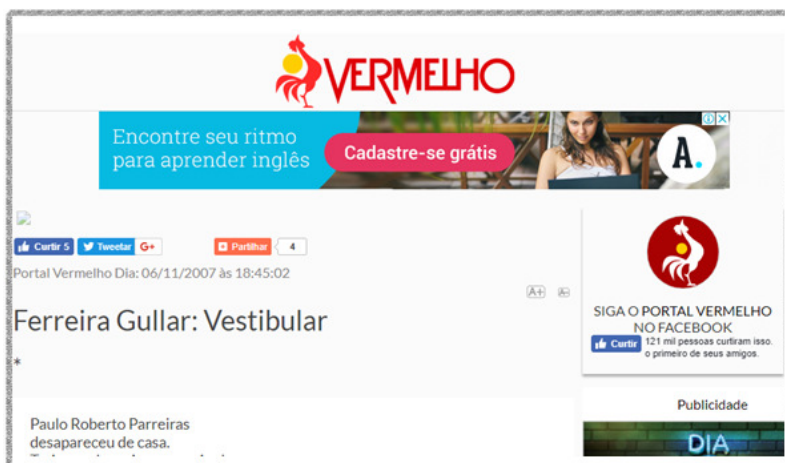 VERMELHO
Encontre seu ritmo
para aprender inglês
Cadastre-se grátis
A.
Curtir 5
Tweetar
G+
Partilhar
4
Portal Vermelho Dia: 06/11/2007 às 18:45:02
A+
Ferreira Gullar: Vestibular
*
Paulo Roberto Parreiras
desapareceu de casa.
SIGA O PORTAL VERMELHO
NO FACEBOOK
Curtir
121 mil pessoas curtiram isso.
o primeiro de seus amigos.
Publicidade
DIA